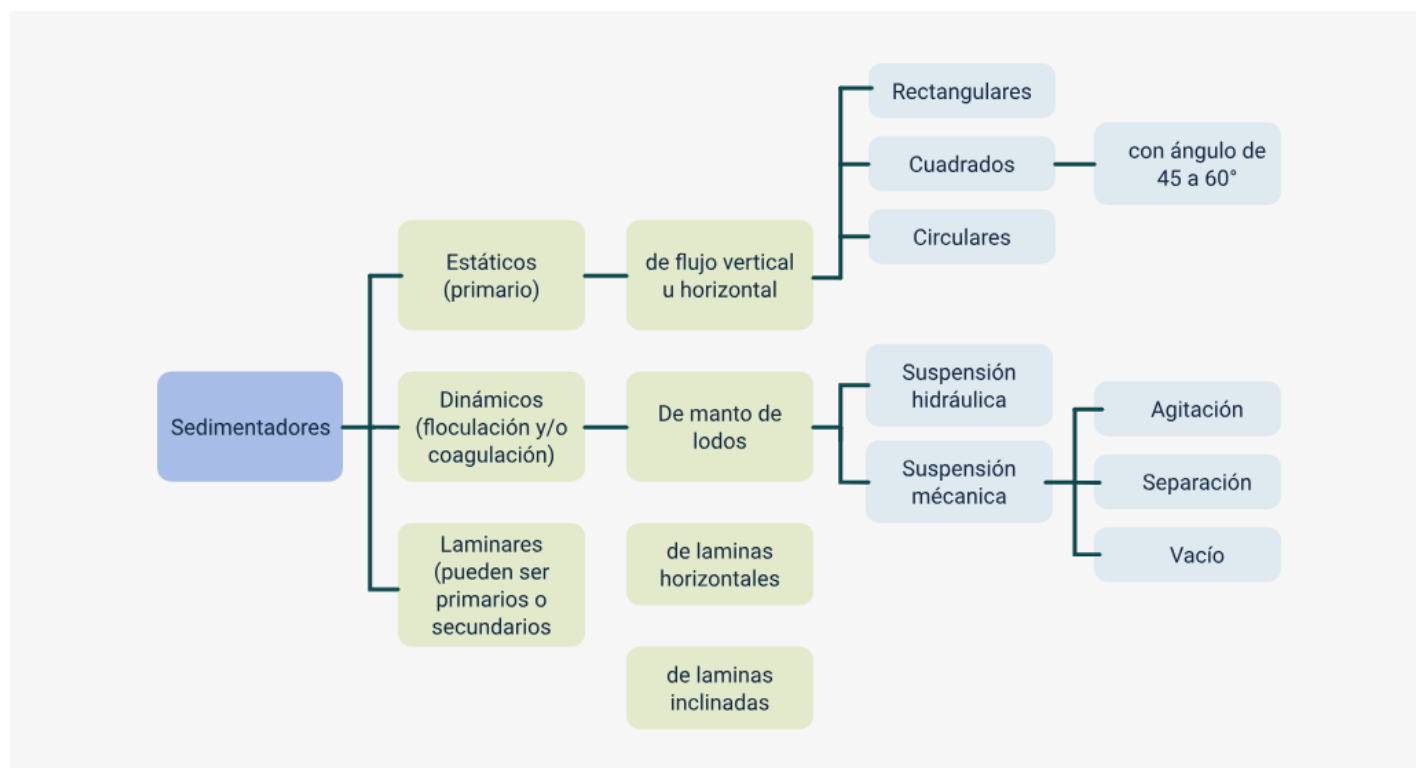 Sedimentadores
Estáticos
(primario)
de flujo vertical
u horizontal
Rectangulares
Cuadrados
con ángulo de
45 a 60°
Circulares
Dinámicos
(floculación y/o
coagulación)
De manto de
lodos
Suspensión
hidráulica
Suspensión
mécanica
Agitación
Separación
Vacío
Laminares
(pueden ser
primarios o
secundarios
de laminas
horizontales
de laminas
inclinadas